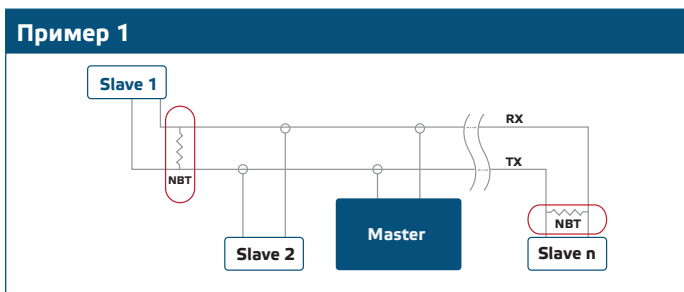 Пример 1
Slave 1
RX
NBT
TX
Slave 2
Master
NBT
Slave n